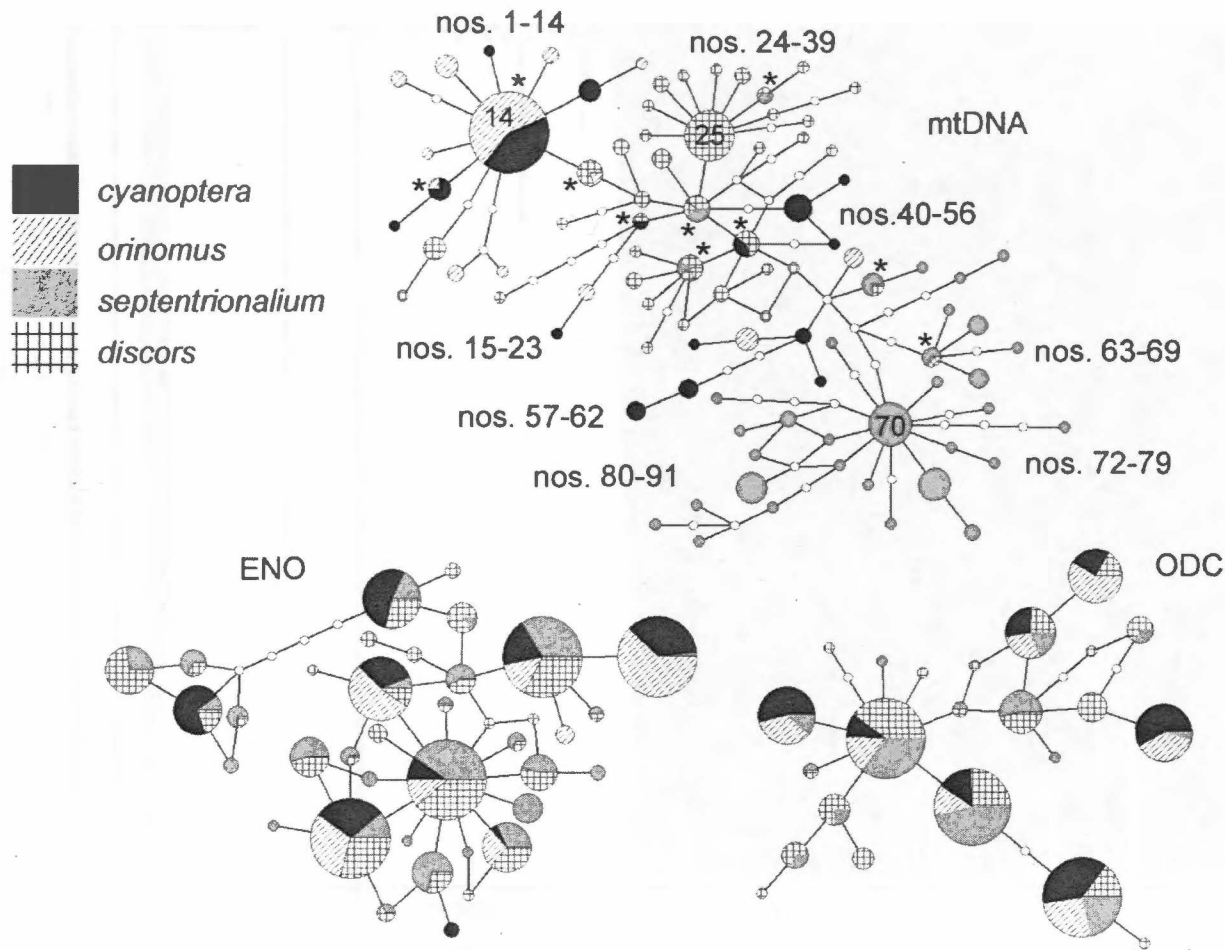 nos. 1-14
nos. 24-39
*
*
14
25
mtDNA
cyanoptera
*
*
orinomus
*
*
*
nos.40-56
septentrionalium
*
*
discors
nos. 15-23
*
nos. 63-69
nos. 57-62
70
nos. 80-91
nos. 72-79
ENO
ODC